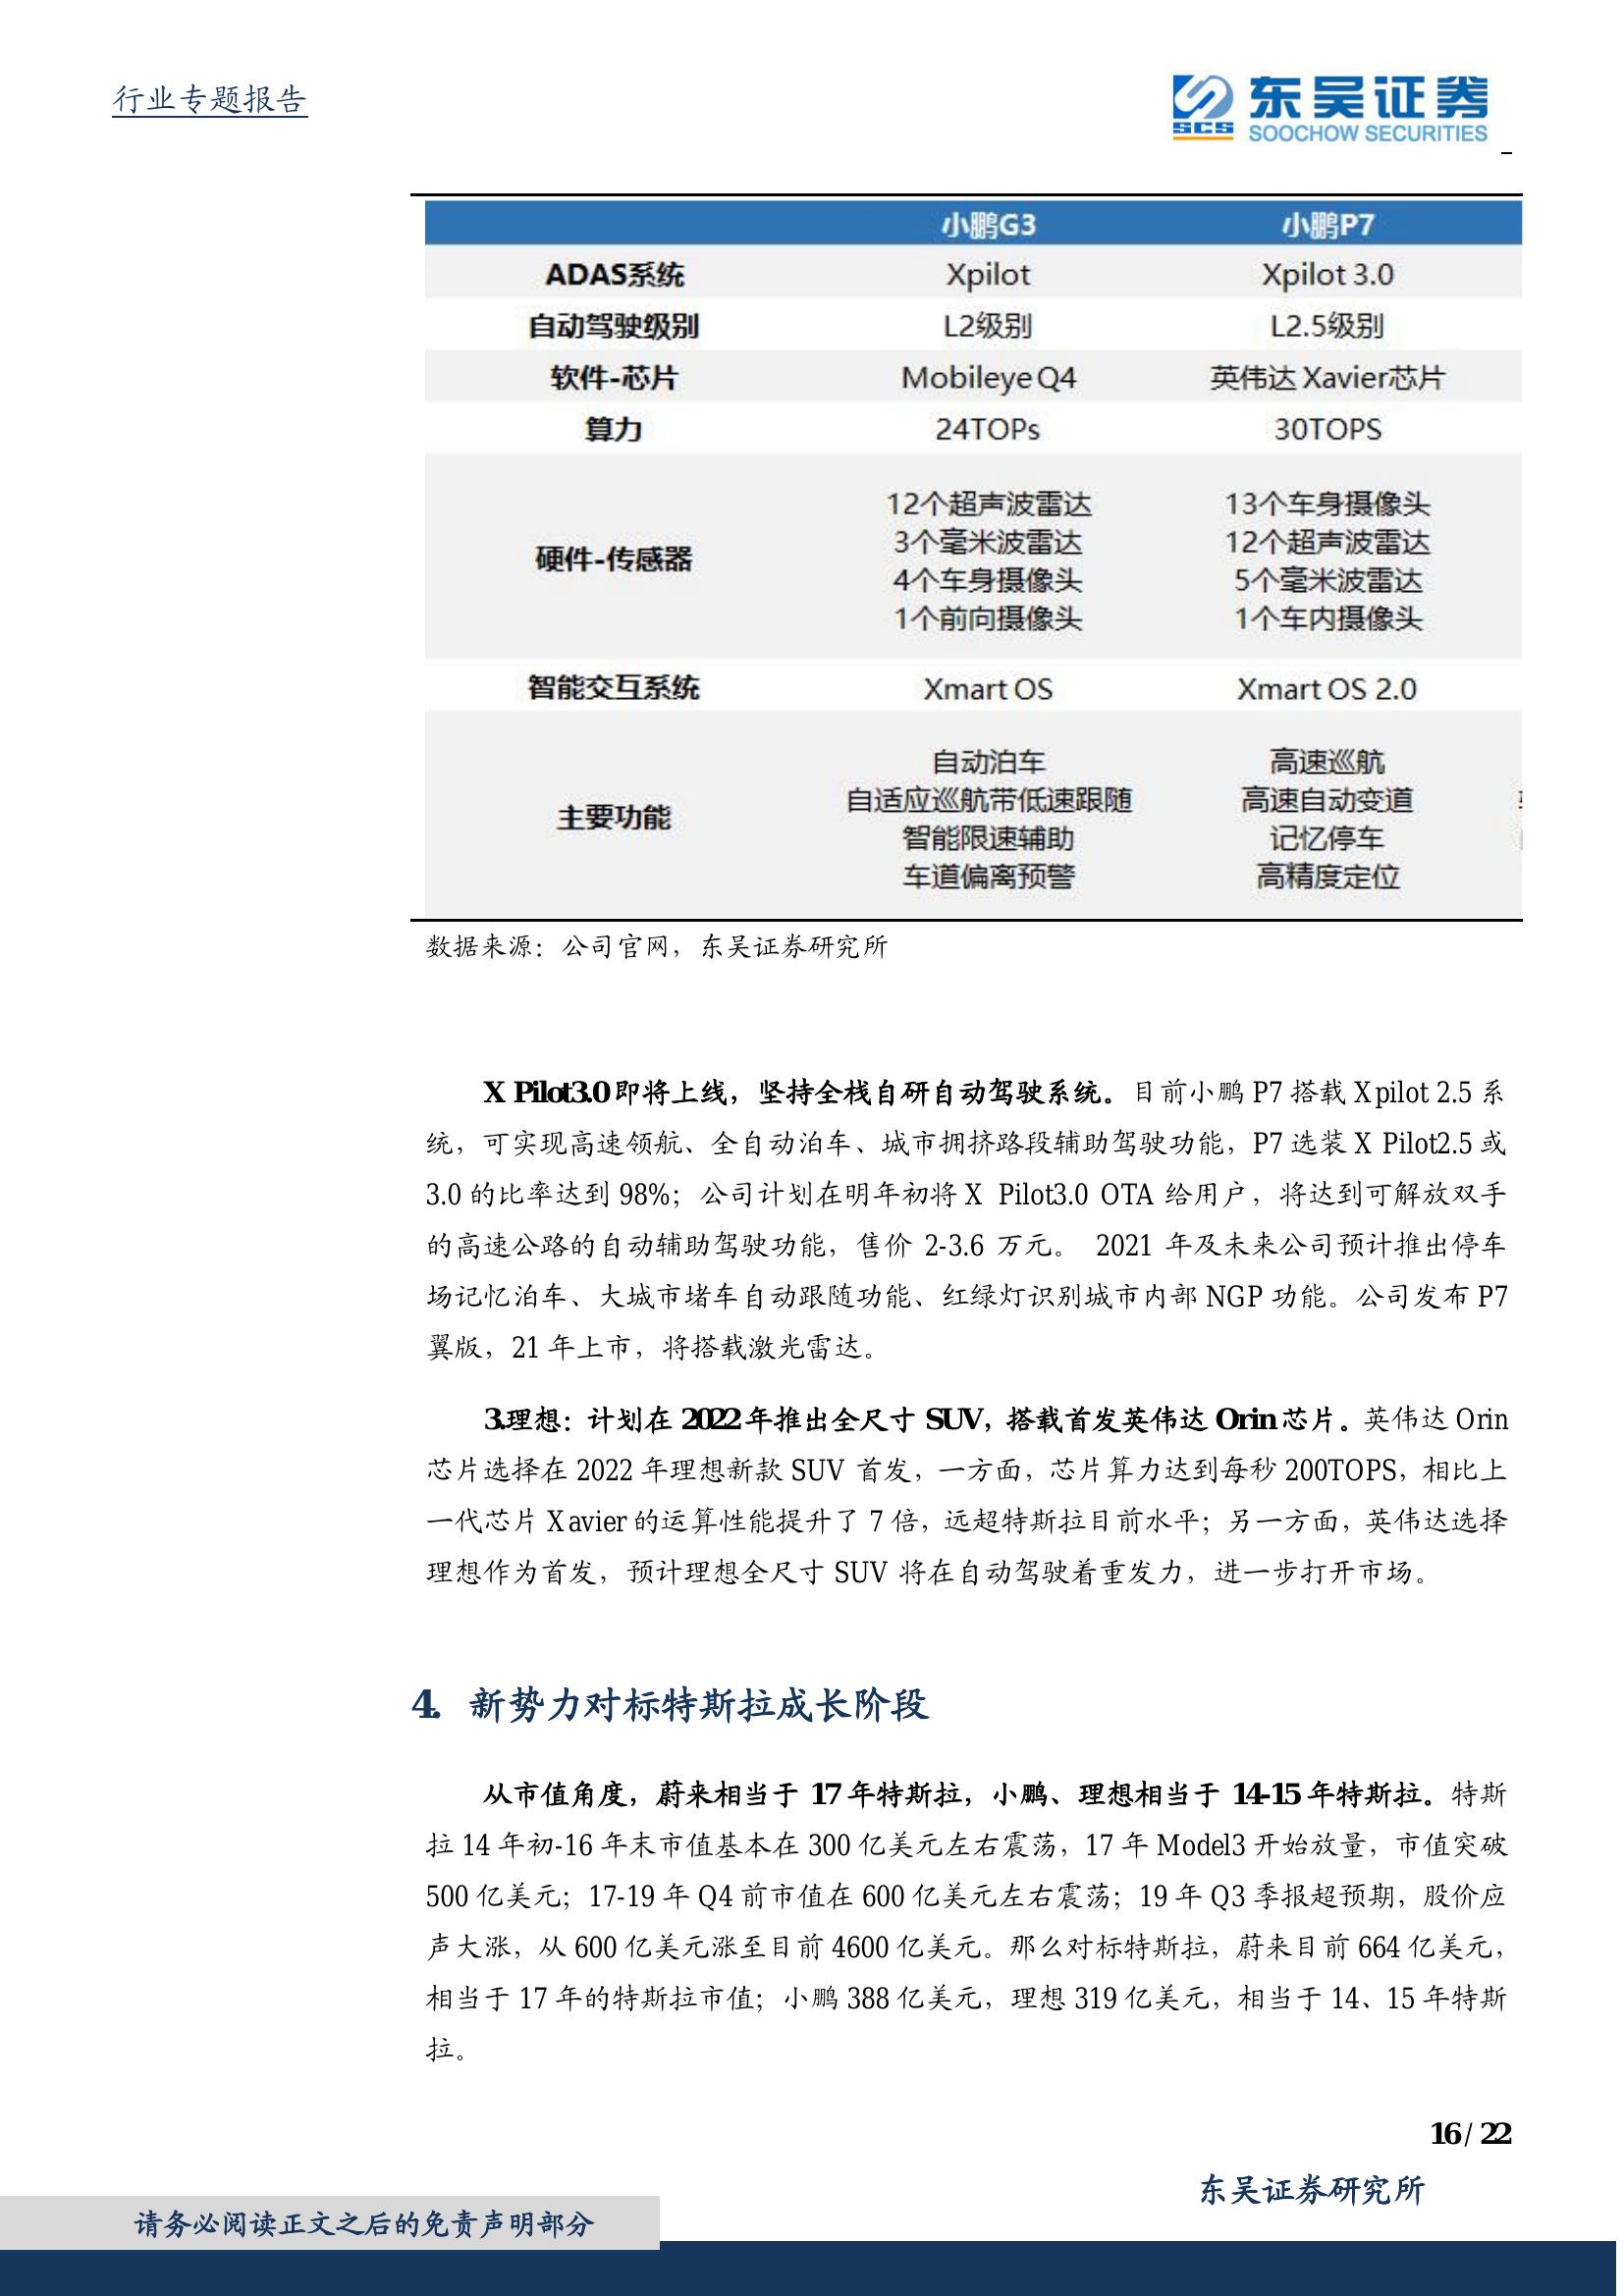 行业专题报告
SCS 东吴证券
SOOCHOW SECURITIES
小鹏G3 小鹏P7
ADAS系统 Xpilot Xpilot 3.0
自动驾驶级别 L2级别 L2.5级别
软件-芯片 Mobileye Q4 英伟达 Xavier芯片
算力 24TOPs 30TOPS
硬件-传感器
12个超声波雷达 13个车身摄像头
3个毫米波雷达 12个超声波雷达
4个车身摄像头 5个毫米波雷达
1个前向摄像头 1个车内摄像头
智能交互系统 Xmart OS Xmart OS 2.0
主要功能
自动泊车 高速巡航
自适应巡航带低速跟随 高速自动变道
智能限速辅助 记忆停车
车道偏离预警 高精度定位
数据来源：公司官网，东吴证券研究所
X Pilot3.0 即将上线，坚持全栈自研自动驾驶系统。目前小鹏 P7 搭载 Xpilot 2.5 系
统，可实现高速领航、全自动泊车、城市拥挤路段辅助驾驶功能，P7 选装 X Pilot2.5 或
3.0 的比率达到 98%；公司计划在明年初将 X Pilot3.0 OTA 给用户，将达到可解放双手
的高速公路的自动辅助驾驶功能，售价 2-3.6 万元。 2021 年及未来公司预计推出停车
场记忆泊车、大城市堵车自动跟随功能、红绿灯识别城市内部 NGP 功能。公司发布 P7
翼版，21 年上市，将搭载激光雷达。
3.理想：计划在 2022 年推出全尺寸 SUV，搭载首发英伟达 Orin 芯片。英伟达 Orin
芯片选择在 2022 年理想新款 SUV 首发，一方面，芯片算力达到每秒 200TOPS，相比上
一代芯片 Xavier 的运算性能提升了 7 倍，远超特斯拉目前水平；另一方面，英伟达选择
理想作为首发，预计理想全尺寸 SUV 将在自动驾驶着重发力，进一步打开市场。
4. 新势力对标特斯拉成长阶段
从市值角度，蔚来相当于 17 年特斯拉，小鹏、理想相当于 14-15 年特斯拉。特斯
拉 14 年初-16 年末市值基本在 300 亿美元左右震荡，17 年 Model3 开始放量，市值突破
500 亿美元；17-19 年 Q4 前市值在 600 亿美元左右震荡；19 年 Q3 季报超预期，股价应
声大涨，从 600 亿美元涨至目前 4600 亿美元。那么对标特斯拉，蔚来目前 664 亿美元，
相当于 17 年的特斯拉市值；小鹏 388 亿美元，理想 319 亿美元，相当于 14、15 年特斯
拉。
16 / 22
东吴证券研究所
请务必阅读正文之后的免责声明部分